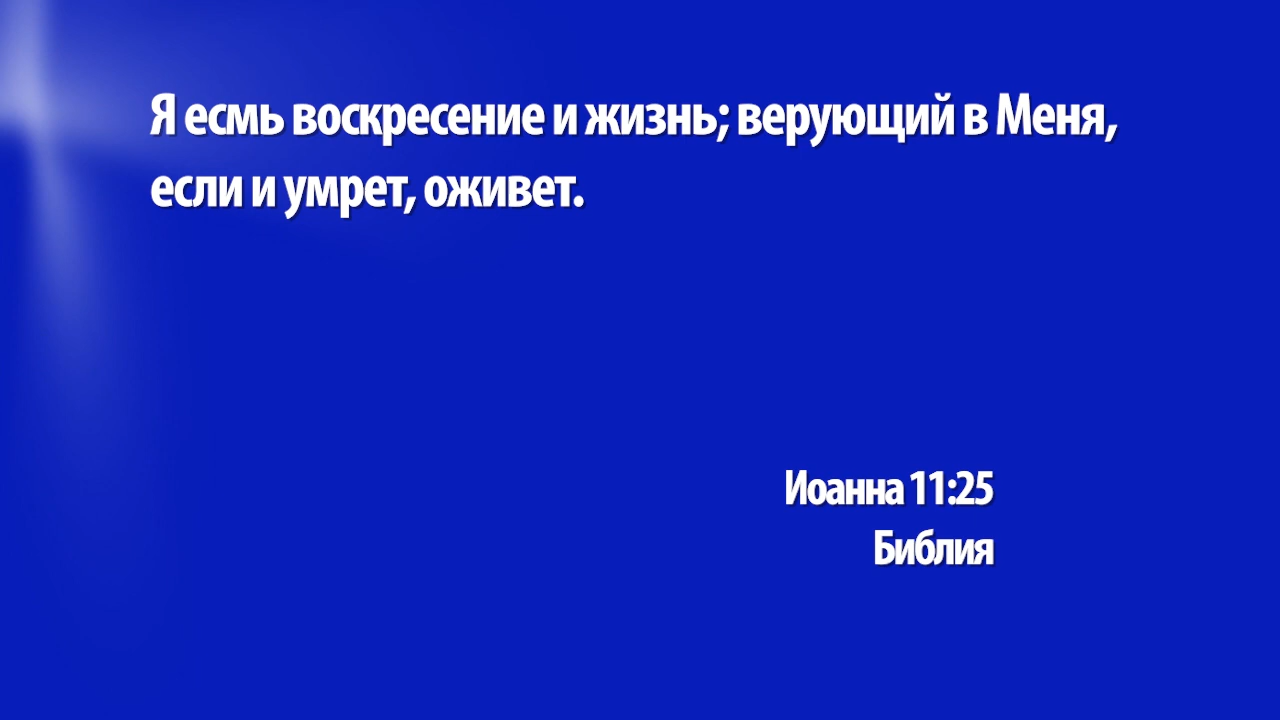 Я есмь воскресение и жизнь; верующий в Меня,
если и умрет, оживет.
Иоанна 11:25
Библия